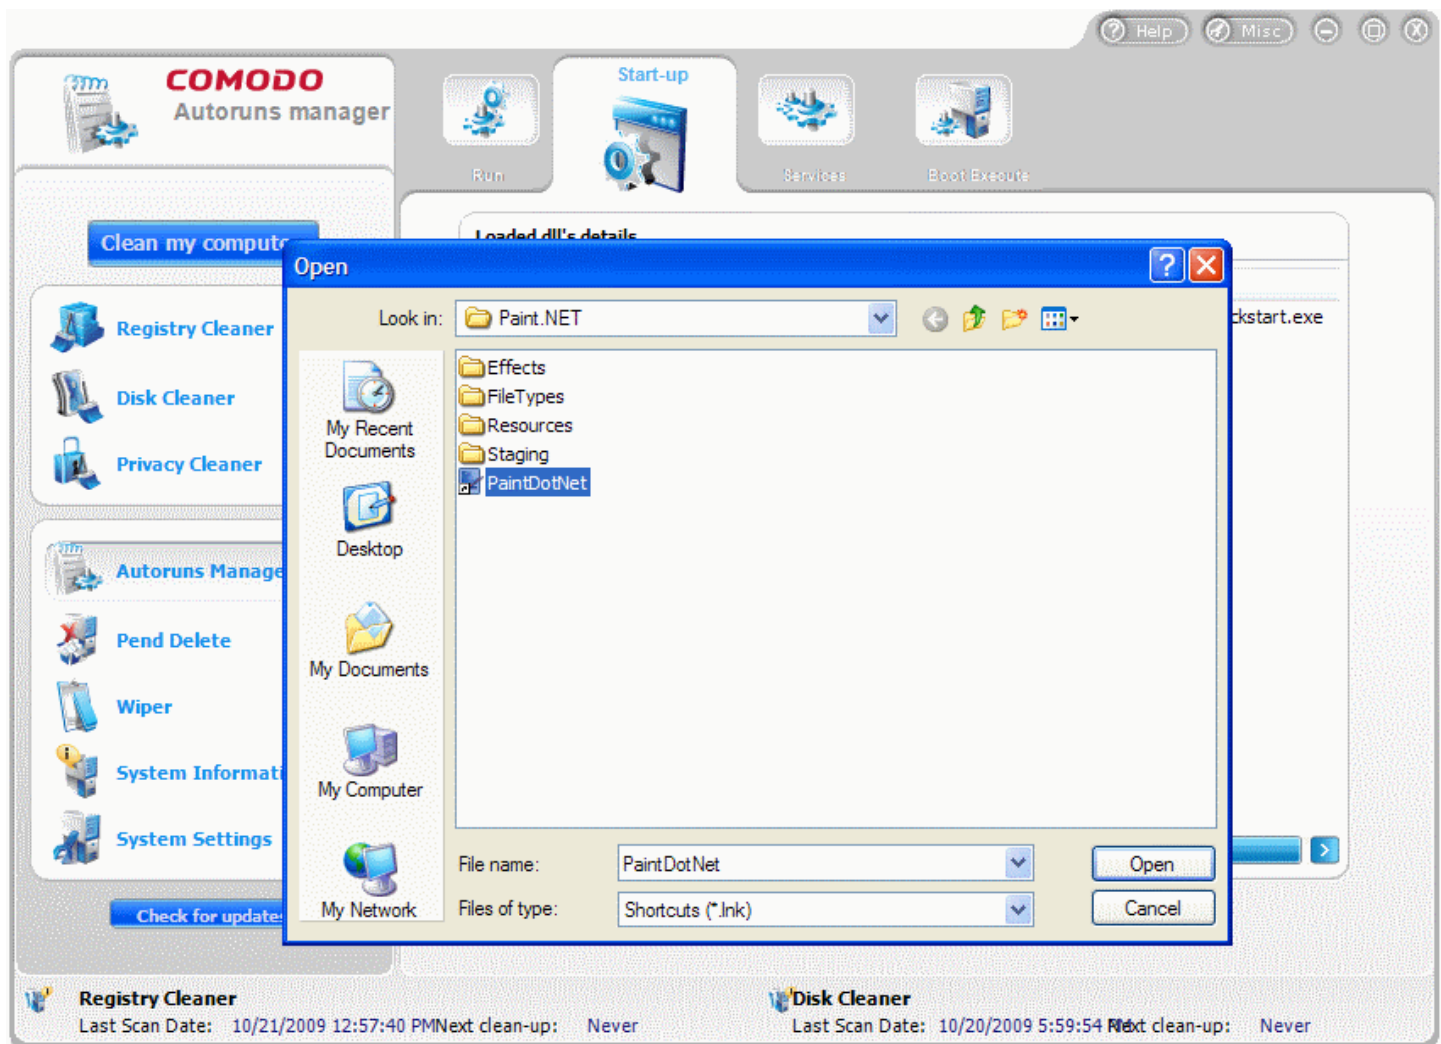 Help
Misc
COMODO
Autoruns manager
Run
Start-up
Services
Boot Execute
Clean my compute
Loaded dll's details
Open
Look in:
Paint.NET
ckstart.exe
Registry Cleaner
Disk Cleaner
Privacy Cleaner
Autoruns Manage
Pend Delete
Wiper
System Informati
System Settings
Check for update
My Recent
Documents
Desktop
My Documents
My Computer
My Network
Effects
FileTypes
Resources
Staging
PaintDotNet
File name:
PaintDotNet
Open
Files of type:
Shortcuts (*.lnk)
Cancel
Registry Cleaner
Last Scan Date: 10/21/2009 12:57:40 PM Next clean-up: Never
Disk Cleaner
Last Scan Date: 10/20/2009 5:59:54 Next clean-up: Never